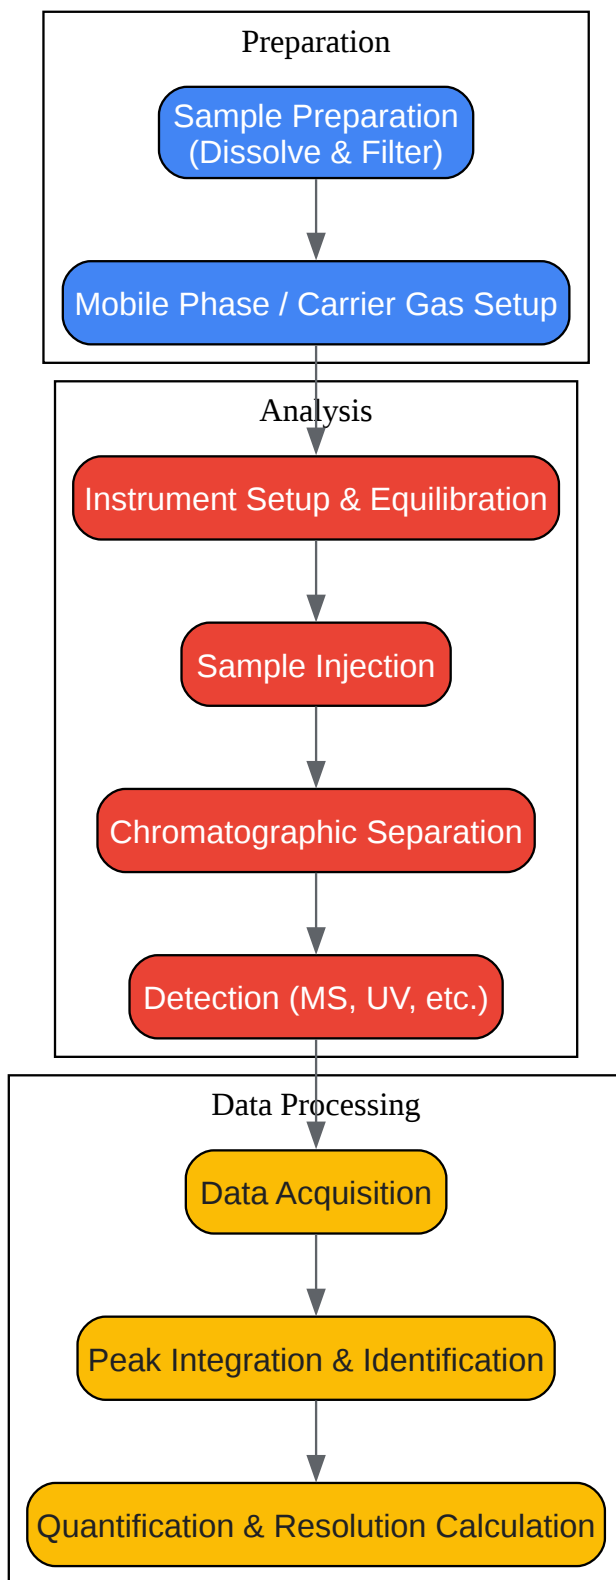 Preparation
Sample Preparation
(Dissolve & Filter)
Mobile Phase / Carrier Gas Setup
Analysis
Instrument Setup & Equilibration
Sample Injection
Chromatographic Separation
Detection (MS, UV, etc.)
Data Processing
Data Acquisition
Peak Integration & Identification
Quantification & Resolution Calculation